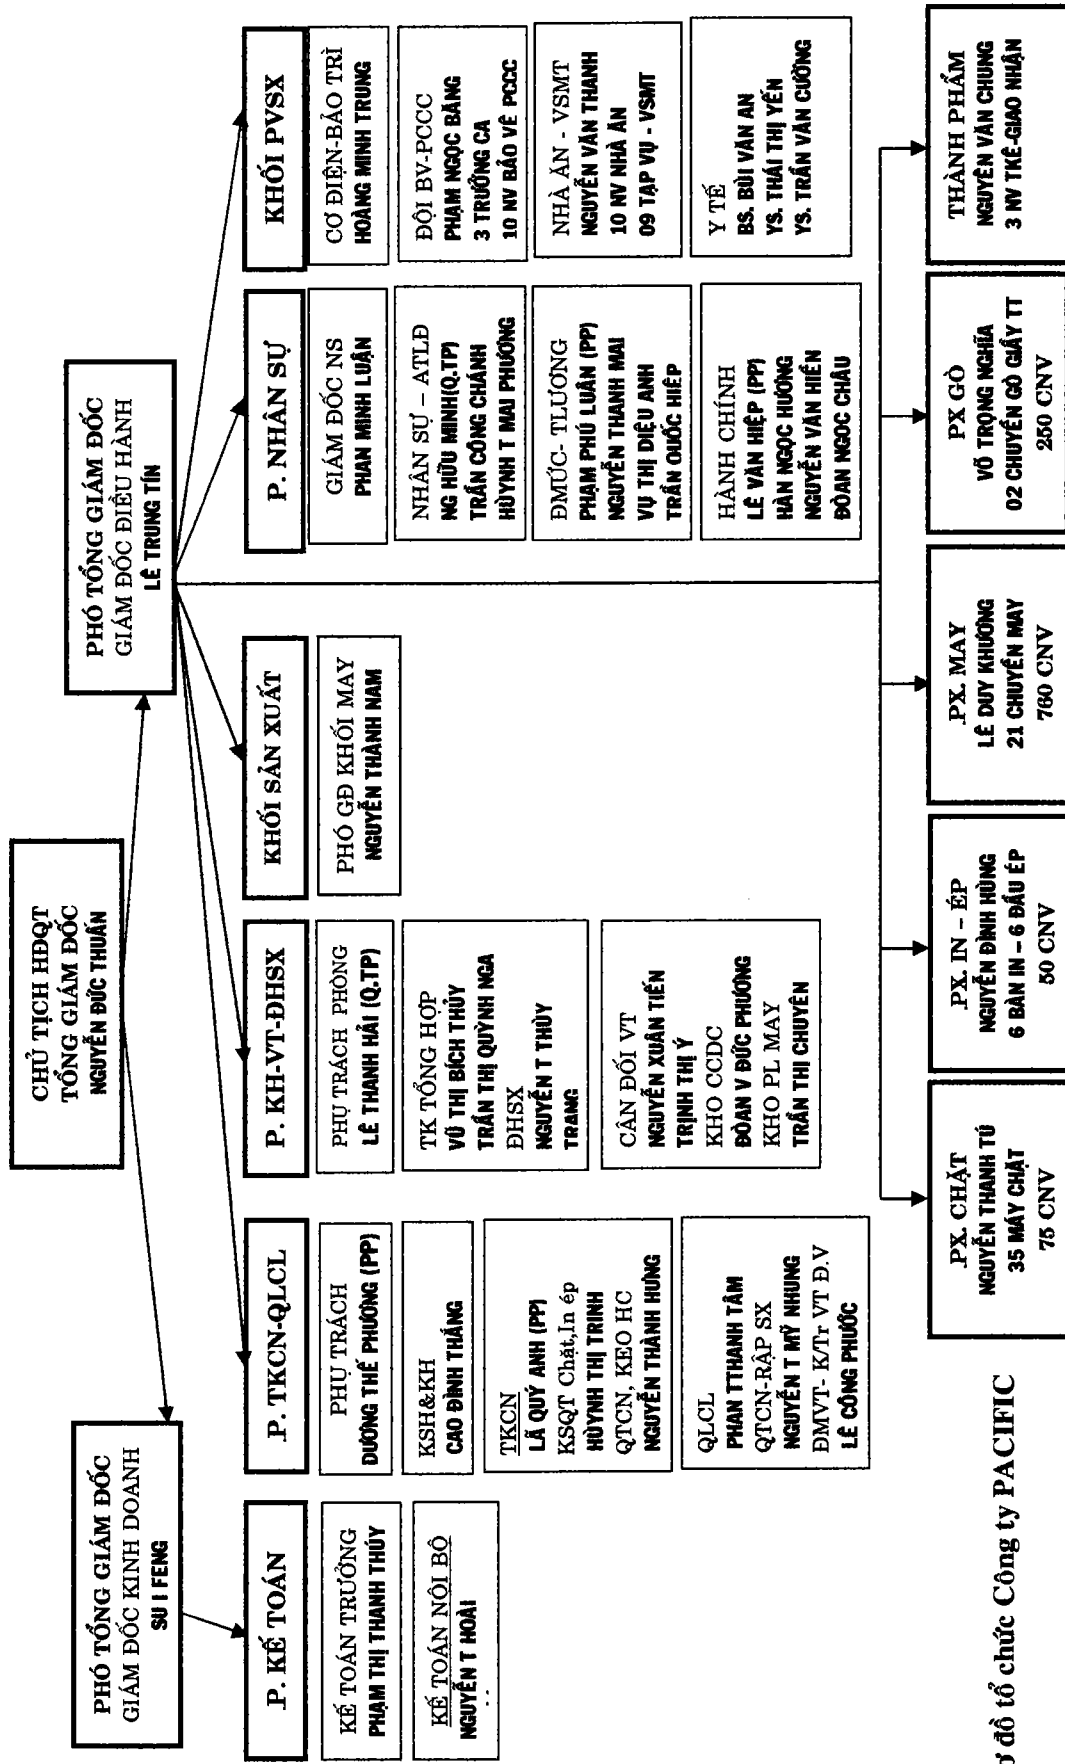 CHỦ TỊCH HĐQT
TỔNG GIÁM ĐỐC
NGUYỄN ĐỨC THUẤN
PHÓ TỔNG GIÁM ĐỐC
GIÁM ĐỐC KINH DOANH
SU I FENG
PHÓ TỔNG GIÁM ĐỐC
GIÁM ĐỐC ĐIỀU HÀNH
LÊ TRUNG TÍN
.P. KẾ TOÁN
KẾ TOÁN TRƯỞNG
PHẠM THỊ THANH THÚY
KẾ TOÁN NỘI BỘ
NGUYỄN T HOÀI
.P. TKCN-QLCL
PHỤ TRÁCH
DƯƠNG THẾ PHƯƠNG (PP)
KSH&KH
CAO ĐÌNH THẮNG
TKCN
LÃ QUÝ ANH (PP)
KSQT Chặt,In ép
HÙYNH THỊ TRINH
QTCN, KEO HC
NGUYỄN THÀNH HƯNG
QLCL
PHAN TTHANH TÂM
QTCN-RẬP SX
NGUYỄN T MỸ NHUNG
ĐMVT- K/Tr VT Đ.V
LÊ CÔNG PHƯỚC
P. KH-VT-ĐHSX
PHỤ TRÁCH PHÒNG
LÊ THANH HẢI (Q.TP)
TK TỔNG HỢP
VŨ THỊ BÍCH THỦY
TRẦN THỊ QUỲNH NGA
ĐHSX
NGUYỄN T THÙY
TRANG
CÂN ĐỐI VT
NGUYỄN XUÂN TIẾN
TRỊNH THỊ Ý
KHO CCDC
ĐOÀN V ĐỨC PHƯƠNG
KHO PL MAY
TRẦN THỊ CHUYÊN
KHỐI SẢN XUẤT
PHÓ GĐ KHỐI MAY
NGUYỄN THÀNH NAM
P. NHÂN SỰ
GIÁM ĐỐC NS
PHAN MINH LUẬN
NHÂN SỰ – ATLĐ
NG HỮU MINH(Q.TP)
TRẦN CÔNG CHÁNH
HÙYNH T MAI PHƯƠNG
ĐMỨC- TLƯƠNG
PHẠM PHÚ LUÂN (PP)
NGUYỄN THANH MAI
VỤ THỊ DIỆU ANH
TRẦN QUỐC HIỆP
HÀNH CHÍNH
LÊ VĂN HIỆP (PP)
HÀN NGỌC HƯƠNG
NGUYỄN VĂN HIỀN
ĐOÀN NGỌC CHÂU
KHỐI PVSX
CƠ ĐIỆN-BẢO TRÌ
HOÀNG MINH TRUNG
ĐỘI BV-PCCC
PHẠM NGỌC BẰNG
3 TRƯỞNG CA
10 NV BẢO VỆ PCCC
NHÀ ĂN - VSMT
NGUYỄN VĂN THANH
10 NV NHÀ ĂN
09 TẠP VỤ - VSMT
Y TẾ
BS. BÙI VĂN AN
YS. THÁI THỊ YẾN
YS. TRẦN VĂN CƯỜNG
PX. CHẶT
NGUYỄN THANH TÚ
35 MÁY CHẶT
75 CNV
.PX. IN – ÉP
NGUYỄN ĐÌNH HÙNG
6 BÀN IN – 6 ĐẦU ÉP
50 CNV
.PX. MAY
LÊ DUY KHƯƠNG
21 CHUYỀN MAY
760 CNV
PX GÒ
VÕ TRỌNG NGHĨA
02 CHUYỀN GÒ GIẦY TT
250 CNV
THÀNH PHẨM
NGUYỄN VĂN CHUNG
3 NV TKÊ-GIAO NHẬN
ơ đồ tổ chức Công ty PACIFIC